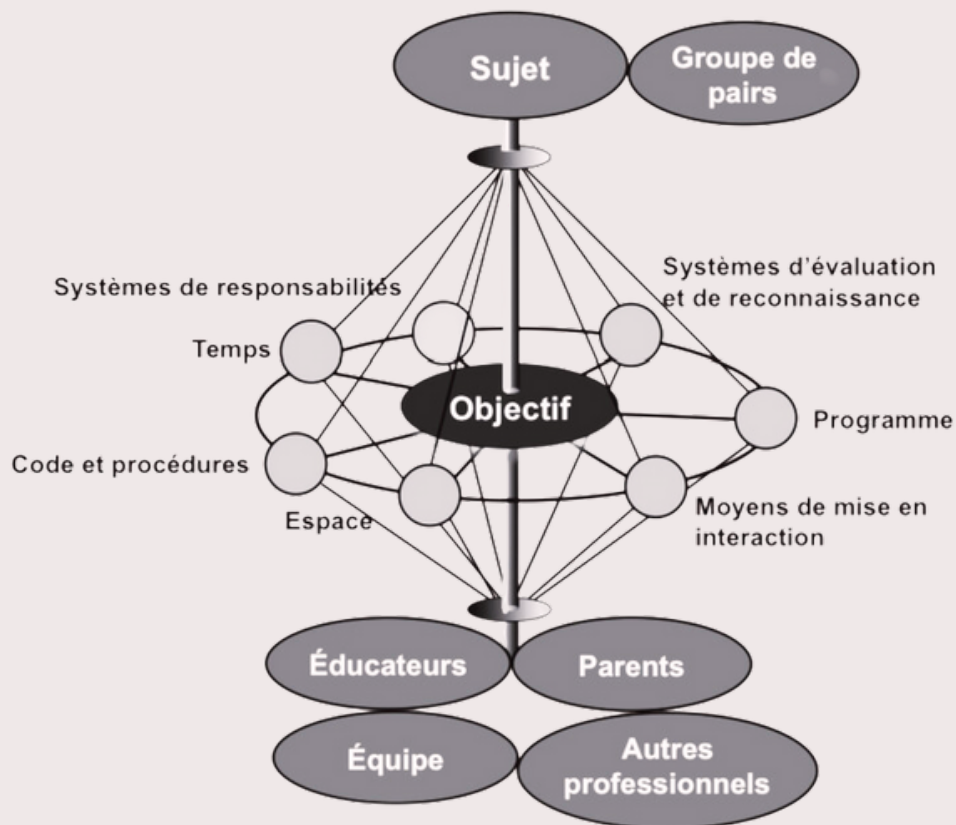 Sujet
Groupe de
pairs
Systèmes de responsabilités
Systèmes d'évaluation
et de reconnaissance
Temps
Objectif
Programme
Code et procédures
Espace
Moyens de mise en
interaction
Éducateurs
Parents
Équipe
Autres
professionnels